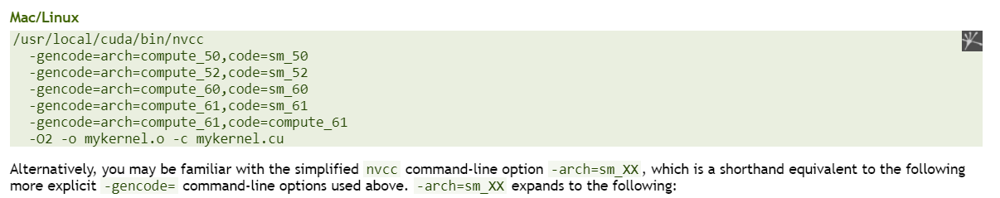 Mac/Linux
/usr/local/cuda/bin/nvcc
-gencode=arch=compute_50,code=sm_50
-gencode=arch=compute_52,code=sm_52
-gencode=arch=compute_60,code=sm_60
-gencode=arch=compute_61,code=sm_61
-gencode=arch=compute_61,code=compute_61
-O2 -o mykernel.o -c mykernel.cu
Alternatively, you may be familiar with the simplified nvcc command-line option -arch=sm_XX, which is a shorthand equivalent to the following
more explicit -gencode= command-line options used above. -arch=sm_XX expands to the following: